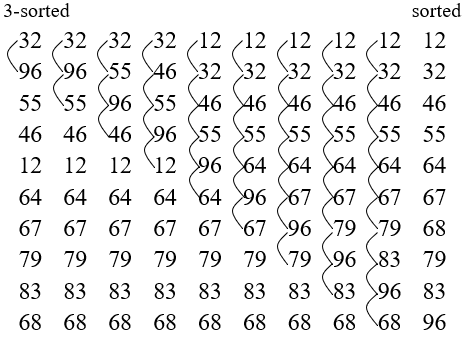 3-sorted sorted
32 32 32 32 12 12 12 12 12 12
96 96 55 46 32 32 32 32 32 32
55 55 96 55 46 46 46 46 46 46
46 46 46 96 55 55 55 55 55 55
12 12 12 12 96 64 64 64 64 64
64 64 64 64 64 96 67 67 67 67
67 67 67 67 67 67 96 79 79 68
79 79 79 79 79 79 79 96 83 79
83 83 83 83 83 83 83 83 96 83
68 68 68 68 68 68 68 68 68 96